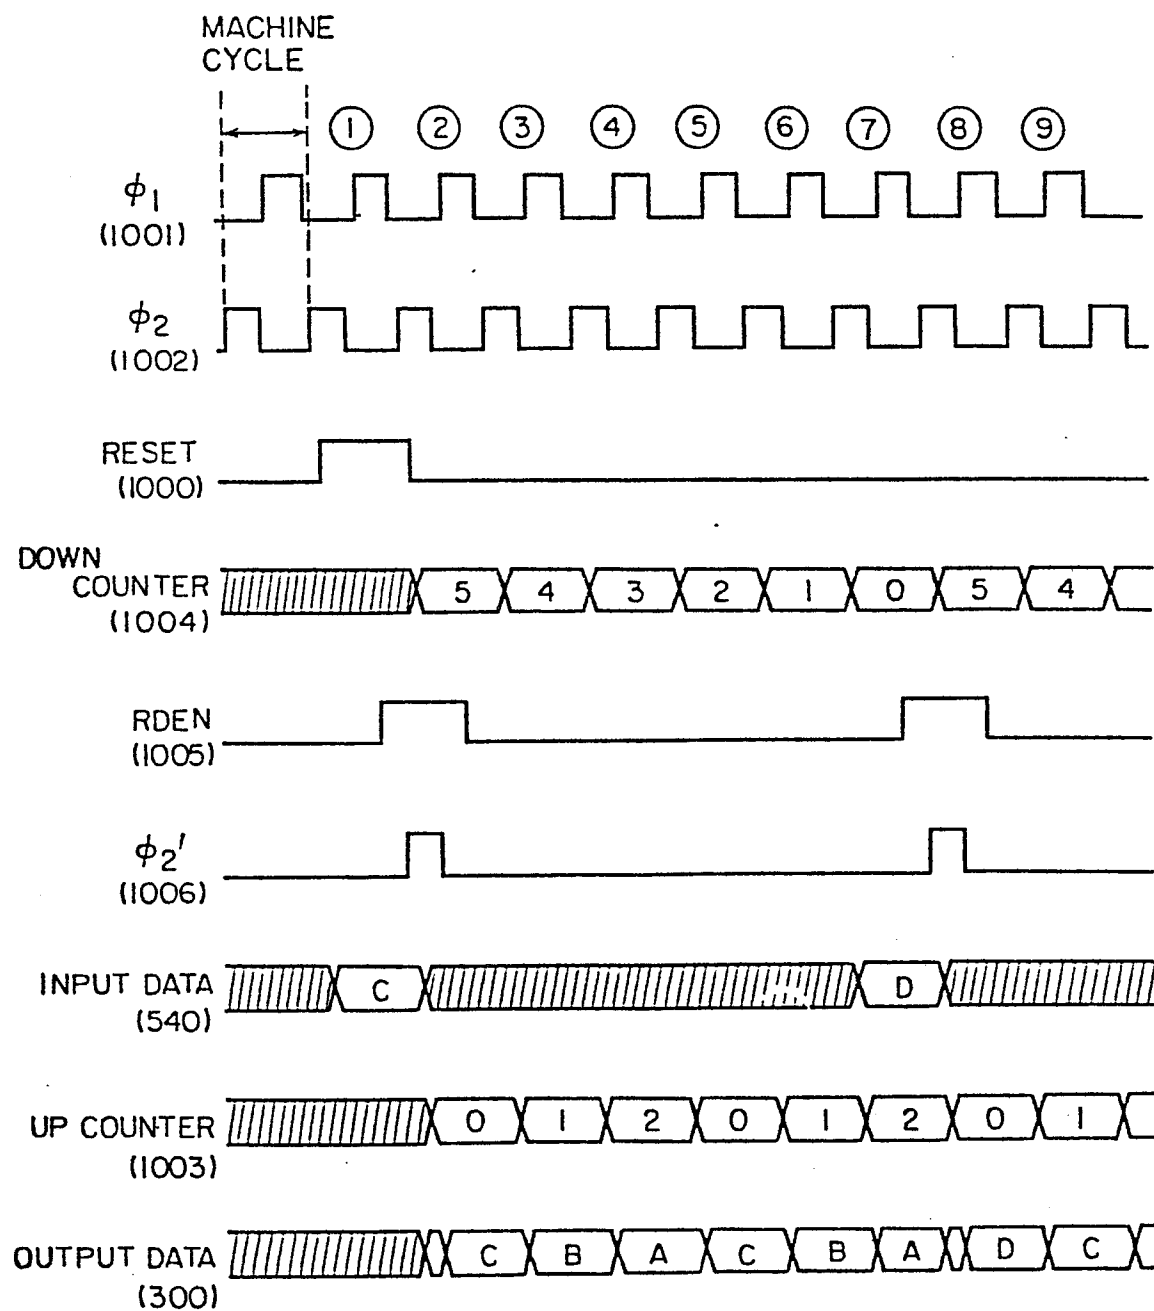 MACHINE
CYCLE
① ② ③ ④ ⑤ ⑥ ⑦ ⑧ ⑨
ϕ1
(1001)
ϕ2
(1002)
RESET
(1000)
DOWN
COUNTER
(1004)
5 4 3 2 1 0 5 4
RDEN
(1005)
ϕ2'
(1006)
INPUT DATA
(540)
C D
UP COUNTER
(1003)
0 1 2 0 1 2 0 1
OUTPUT DATA
(300)
C B A C B A D C